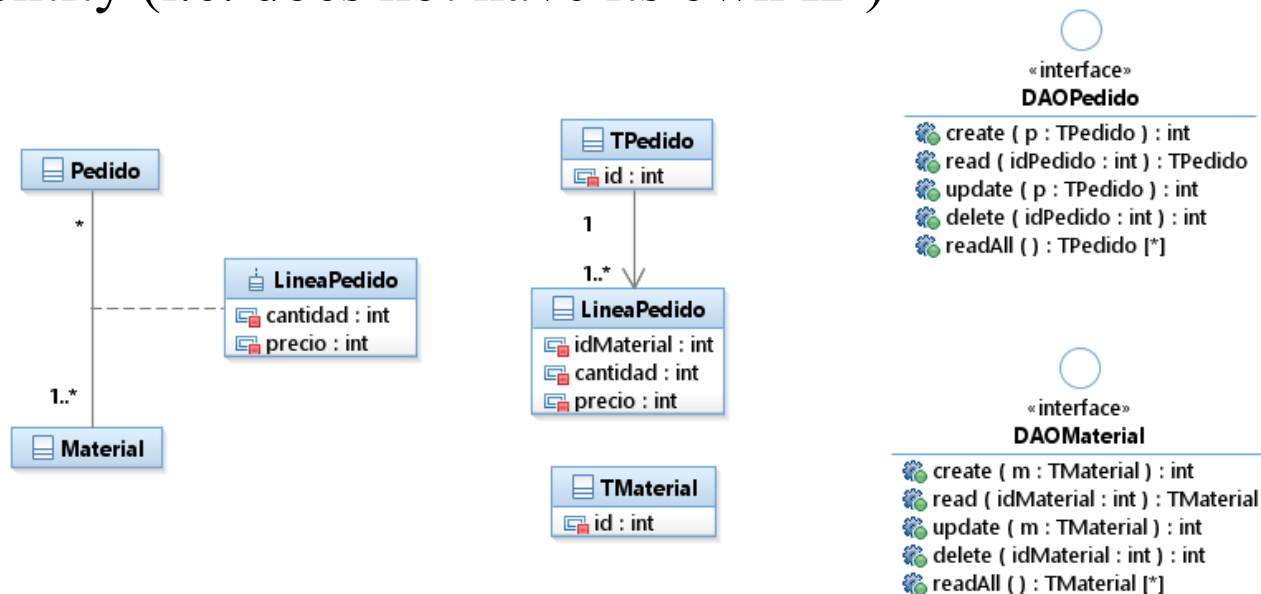 Pedido
*
LineaPedido
cantidad : int
precio : int
1..*
Material
TPedido
id : int
1
1..*
LineaPedido
idMaterial : int
cantidad : int
precio : int
TMaterial
id : int
«interface»
DAOPedido
create ( p : TPedido ) : int
read ( idPedido : int ) : TPedido
update ( p : TPedido ) : int
delete ( idPedido : int ) : int
readAll ( ) : TPedido [*]
«interface»
DAOMaterial
create ( m : TMaterial ) : int
read ( idMaterial : int ) : TMaterial
update ( m : TMaterial ) : int
delete ( idMaterial : int ) : int
readAll ( ) : TMaterial [*]